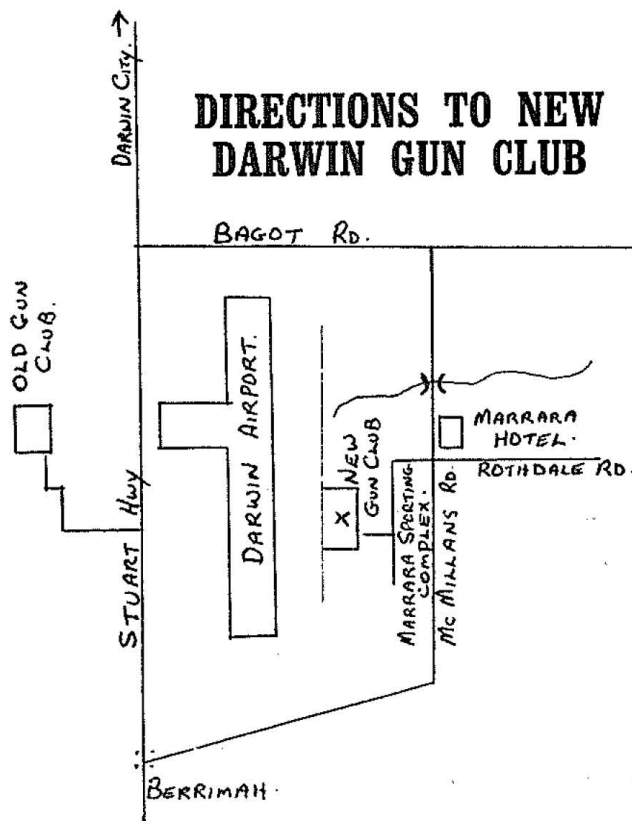 DARWIN CITY. →
DIRECTIONS TO NEW
DARWIN GUN CLUB
BAGOT RD.
OLD GUN
CLUB.
DARWIN AIRPORT.
NEW
GUN CLUB
X
MARRARA
HOTEL.
ROTHDALE RD.
MARRARA SPORTING
COMPLEX.
MC MILLANS RD.
STUART HWY
BERRIMAH.